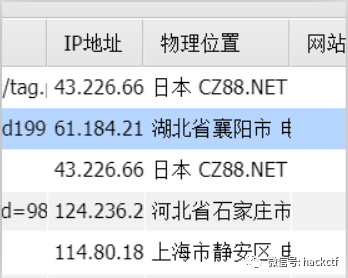 IP地址 物理位置 网站
/tag. 43.226.66 日本 CZ88.NET
d199 61.184.21 湖北省襄阳市
43.226.66 日本 CZ88.NET
d=98 124.236.2 河北省石家庄市
114.80.18 上海市静安区
微信号: hackctf